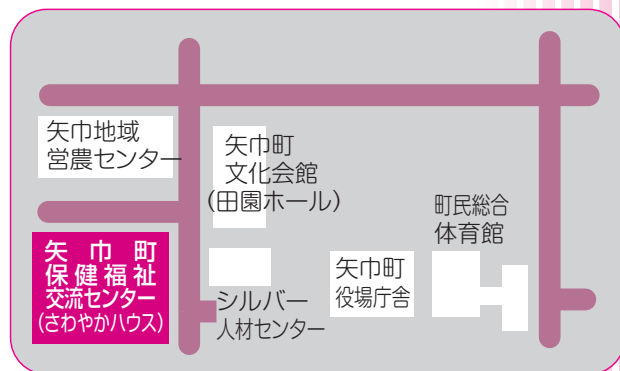 矢巾地域
営農センター
矢巾町
文化会館
(田園ホール)
町民総合
体育館
矢巾町
保健福祉
交流センター
(さわやかハウス)
矢巾町
役場庁舎
シルバー
人材センター